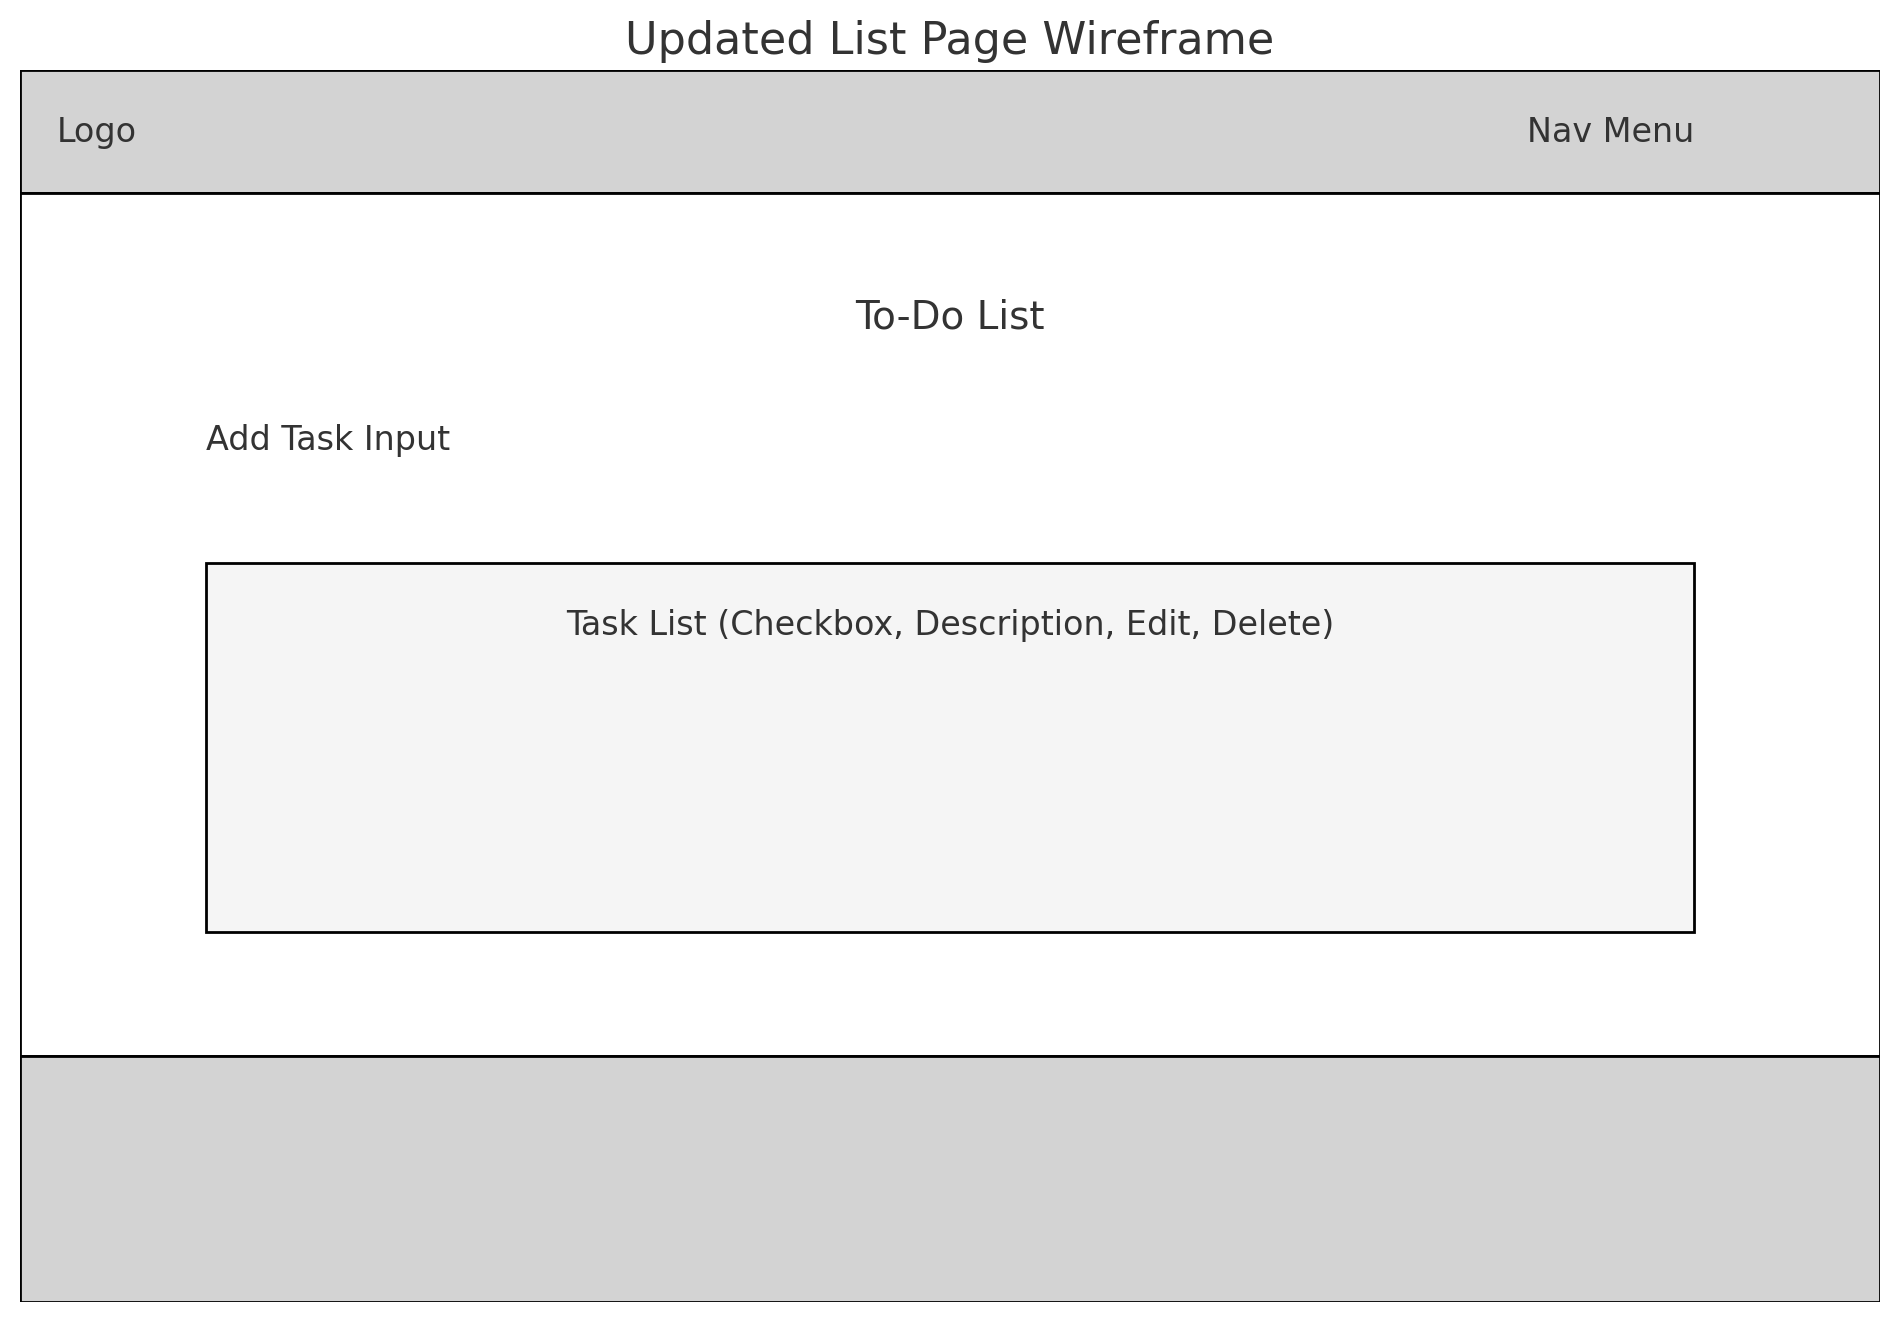 Updated List Page Wireframe
Logo
Nav Menu
To-Do List
Add Task Input
Task List (Checkbox, Description, Edit, Delete)